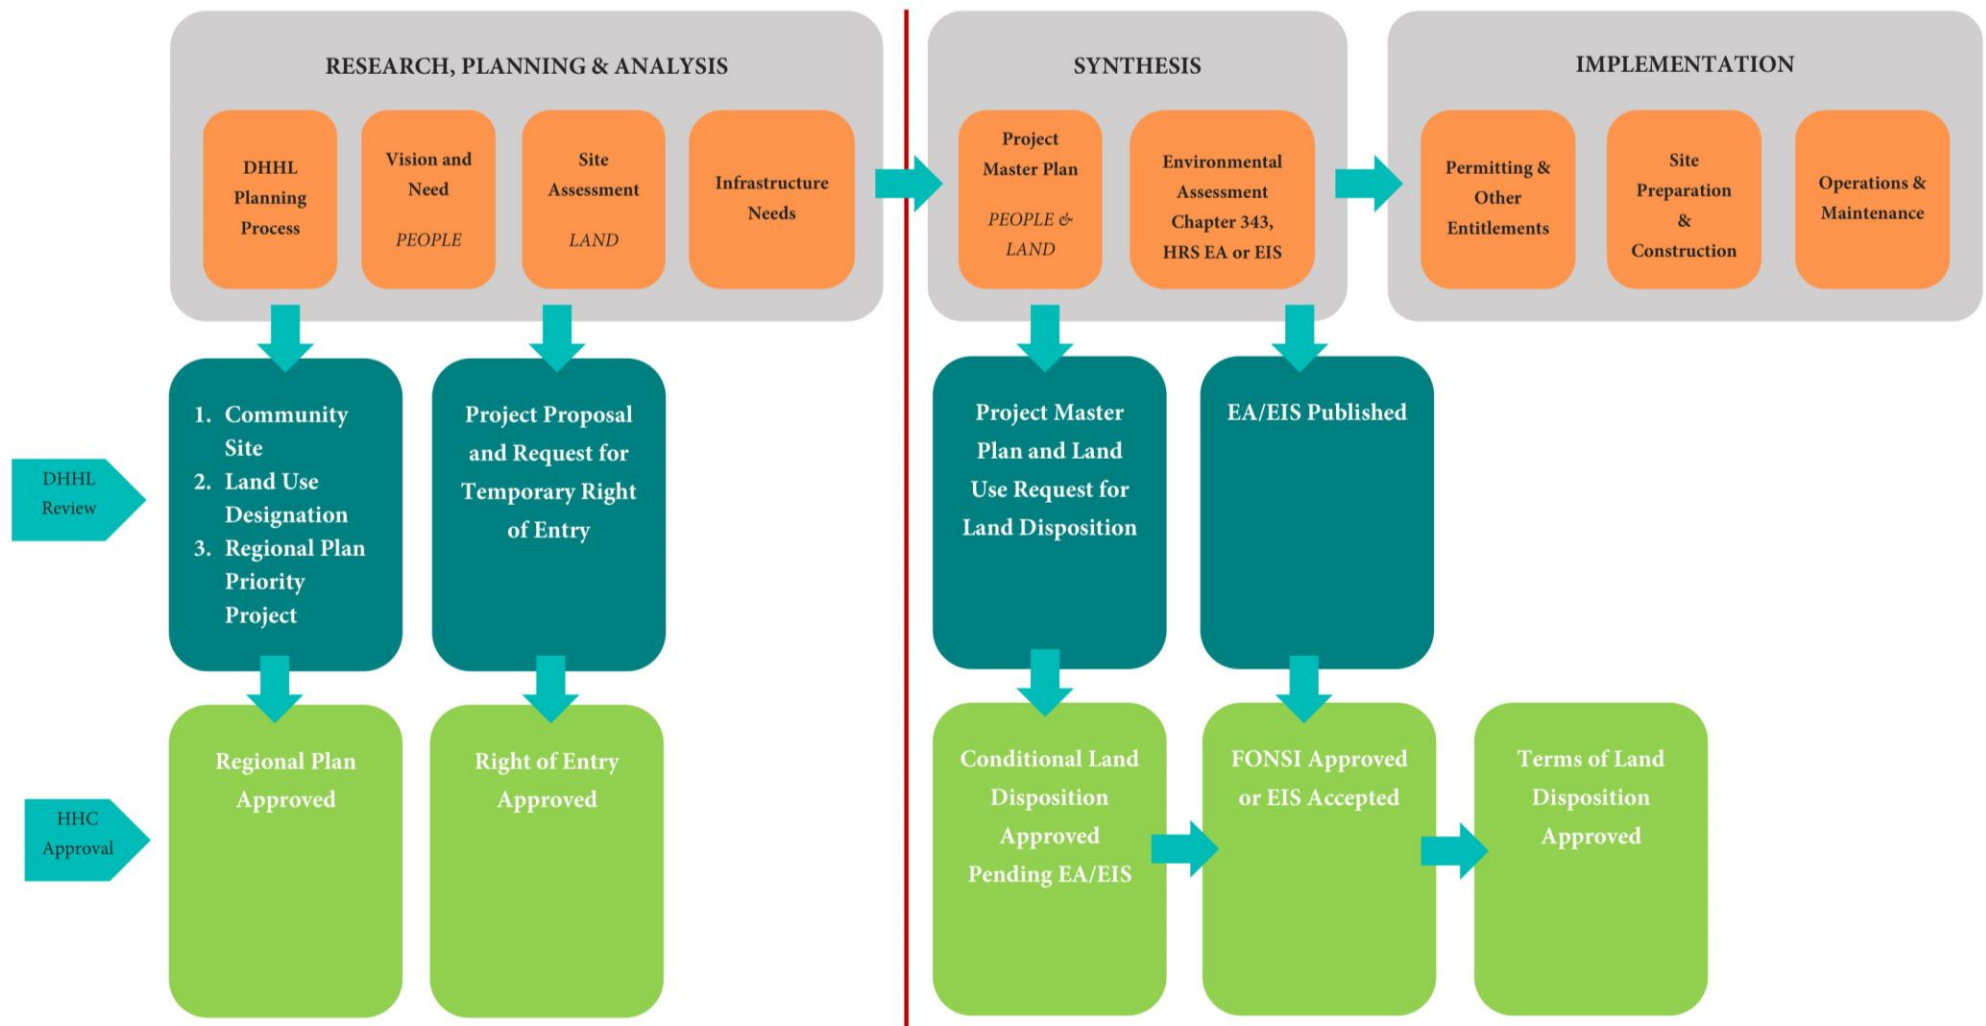 RESEARCH, PLANNING & ANALYSIS
DHHL
Planning
Process
Vision and
Need
PEOPLE
Site
Assessment
LAND
Infrastructure
Needs
SYNTHESIS
Project
Master Plan
PEOPLE &
LAND
Environmental
Assessment
Chapter 343,
HRS EA or EIS
IMPLEMENTATION
Permitting &
Other
Entitlements
Site
Preparation
&
Construction
Operations &
Maintenance
DHHL
Review
1. Community
Site
2. Land Use
Designation
3. Regional Plan
Priority
Project
Project Proposal
and Request for
Temporary Right
of Entry
Project Master
Plan and Land
Use Request for
Land Disposition
EA/EIS Published
HHC
Approval
Regional Plan
Approved
Right of Entry
Approved
Conditional Land
Disposition
Approved
Pending EA/EIS
FONSI Approved
or EIS Accepted
Terms of Land
Disposition
Approved